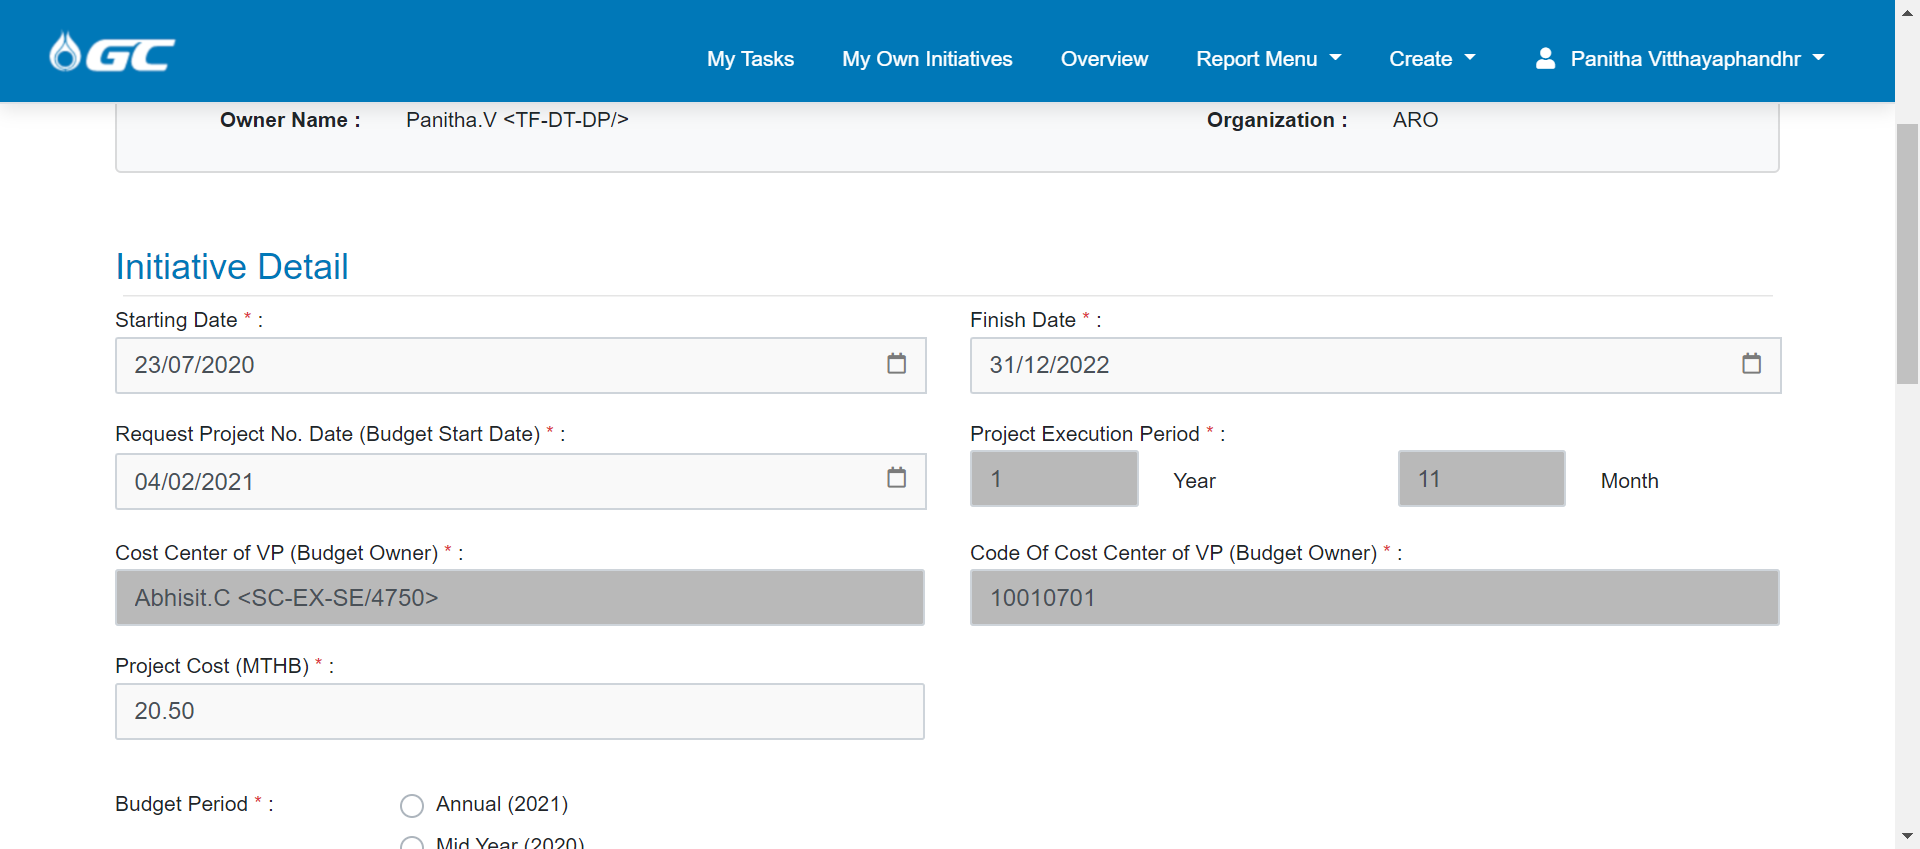 GC
My Tasks My Own Initiatives Overview Report Menu Create Panitha Vitthayaphandhr
Owner Name : Panitha.V <TF-DT-DP/> Organization : ARO
Initiative Detail
Starting Date * : Finish Date * :
23/07/2020 31/12/2022
Request Project No. Date (Budget Start Date) * : Project Execution Period * :
04/02/2021 1 Year 11 Month
Cost Center of VP (Budget Owner) * : Code Of Cost Center of VP (Budget Owner) * :
Abhisit.C <SC-EX-SE/4750> 10010701
Project Cost (MTHB) * :
20.50
Budget Period * : Annual (2021)
Mid Year (2020)